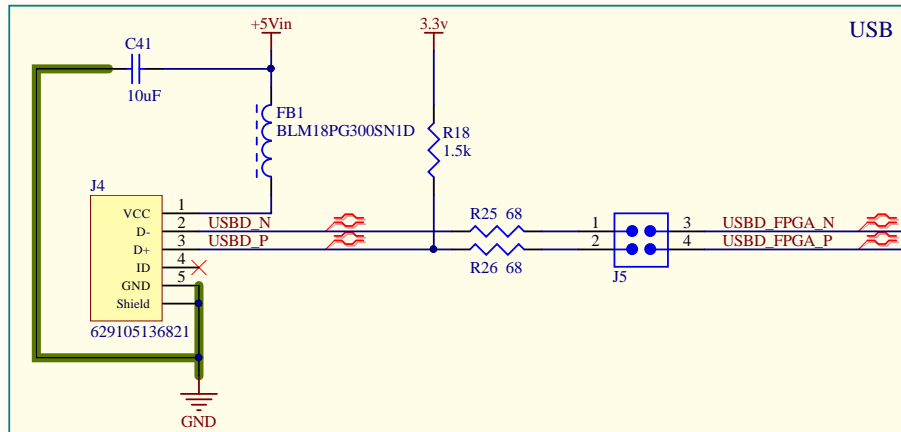 USB
+5Vin
3.3v
C41
10uF
FB1
BLM18PG300SN1D
R18
1.5k
J4
VCC 1
D- 2 USBD_N
D+ 3 USBD_P
ID 4
GND 5
Shield
629105136821
R25 68
R26 68
1 3 USBD_FPGA_N
2 4 USBD_FPGA_P
J5
GND